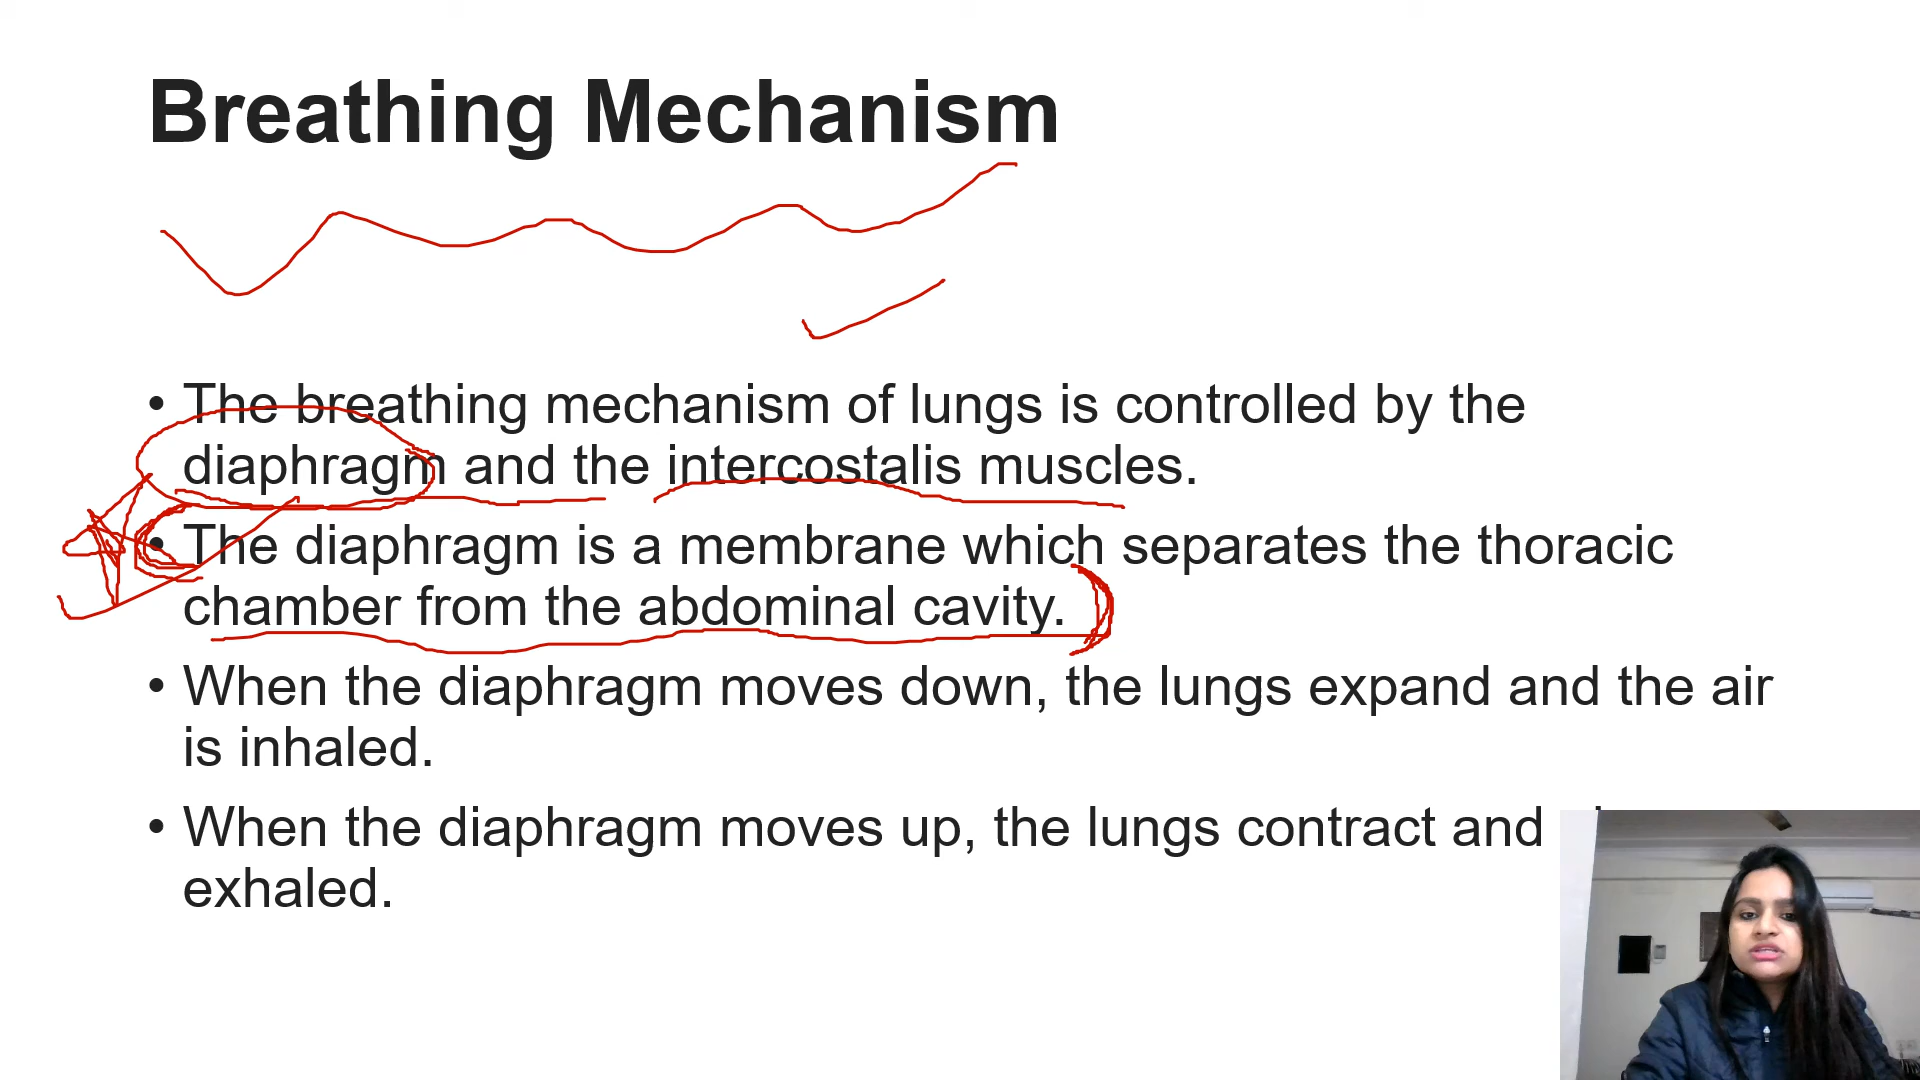 Breathing Mechanism
• The breathing mechanism of lungs is controlled by the
diaphragm and the intercostalis muscles.
• The diaphragm is a membrane which separates the thoracic
chamber from the abdominal cavity.
• When the diaphragm moves down, the lungs expand and the air
is inhaled.
• When the diaphragm moves up, the lungs contract and
exhaled.